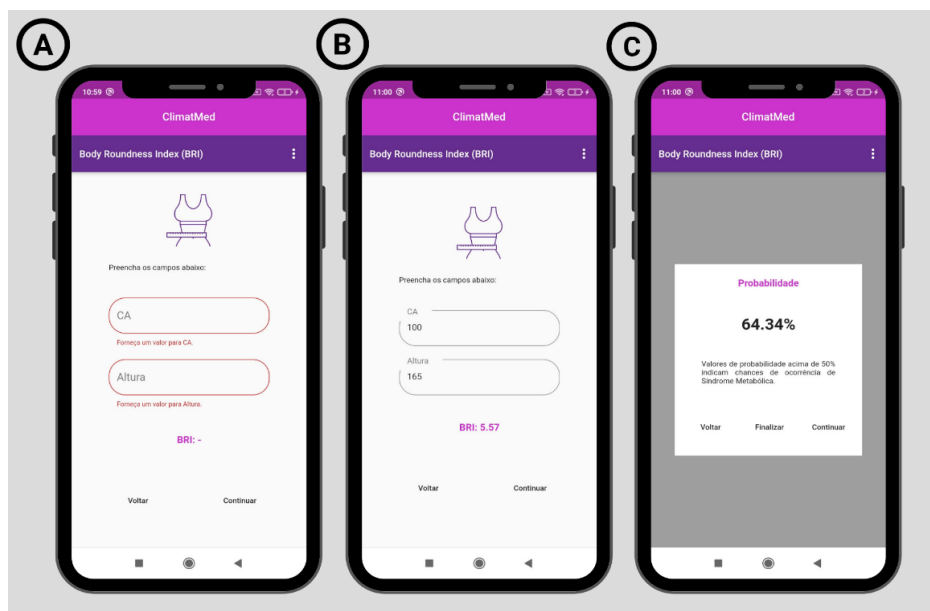 A
10:59
ClimatMed
Body Roundness Index (BRI)
Preencha os campos abaixo:
CA
Forneça um valor para CA.
Altura
Forneça um valor para Altura.
BRI: -
Voltar Continuar
B
11:00
ClimatMed
Body Roundness Index (BRI)
Preencha os campos abaixo:
CA
100
Altura
165
BRI: 5.57
Voltar Continuar
C
11:00
ClimatMed
Body Roundness Index (BRI)
Probabilidade
64.34%
Valores de probabilidade acima de 50%
indicam chances de ocorrência de
Síndrome Metabólica.
Voltar Finalizar Continuar